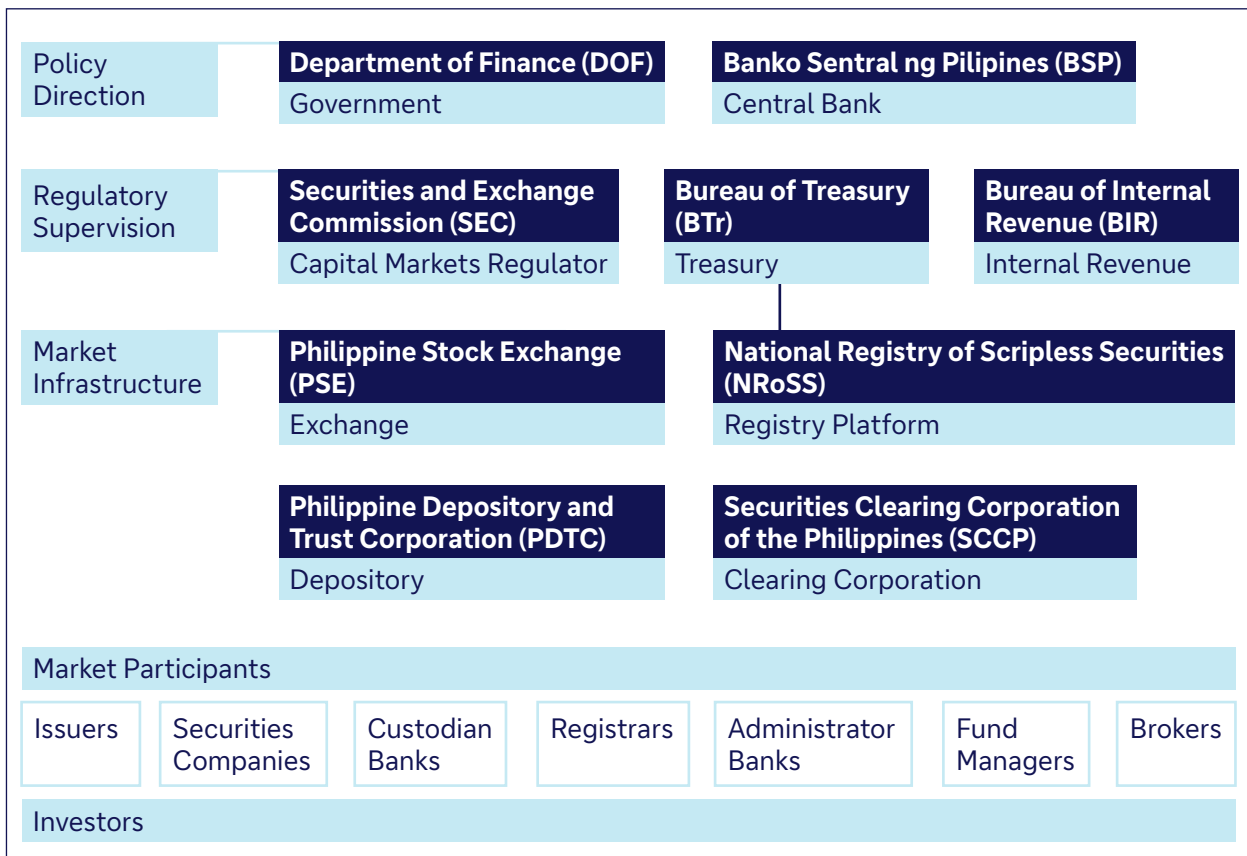 Policy
Direction
Department of Finance (DOF)
Government
Banko Sentral ng Pilipines (BSP)
Central Bank
Regulatory
Supervision
Securities and Exchange
Commission (SEC)
Capital Markets Regulator
Bureau of Treasury
(BTr)
Treasury
Bureau of Internal
Revenue (BIR)
Internal Revenue
Market
Infrastructure
Philippine Stock Exchange
(PSE)
Exchange
National Registry of Scripless Securities
(NRoSS)
Registry Platform
Philippine Depository and
Trust Corporation (PDTC)
Depository
Securities Clearing Corporation
of the Philippines (SCCP)
Clearing Corporation
Market Participants
Issuers
Securities
Companies
Custodian
Banks
Registrars
Administrator
Banks
Fund
Managers
Brokers
Investors